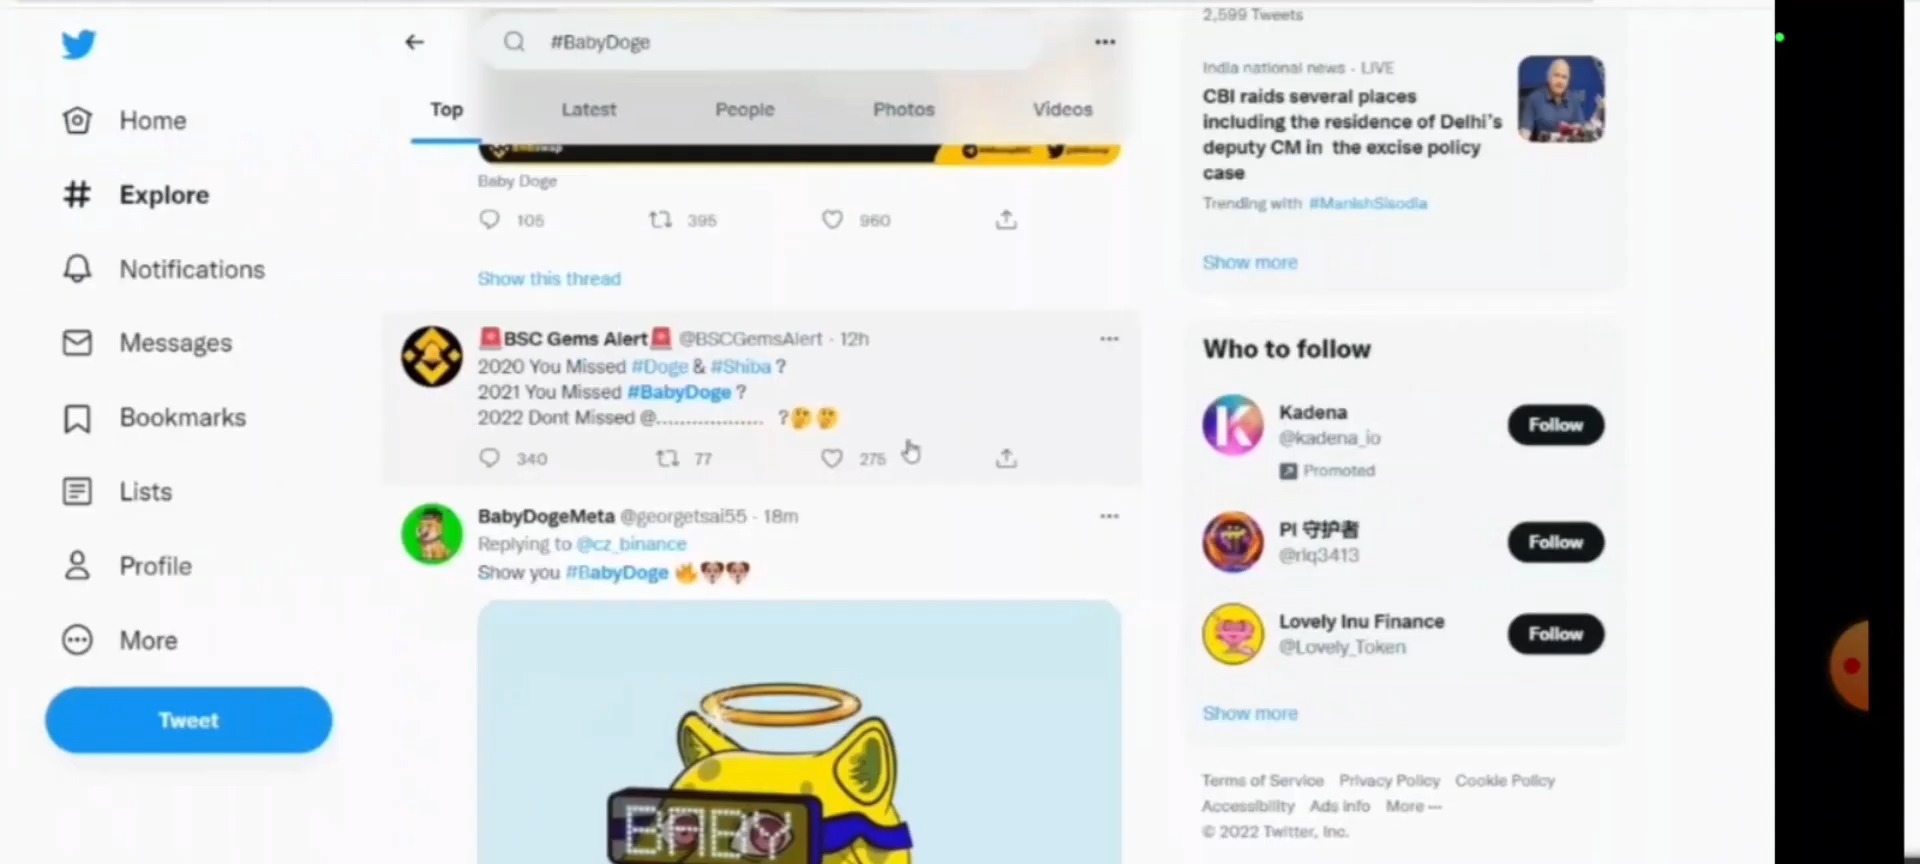 #BabyDoge
Top
Latest
People
Photos
Videos
Home
Explore
Notifications
Messages
Bookmarks
Lists
Profile
More
Tweet
Baby Doge
105
395
960
Show this thread
🚨BSC Gems Alert🚨 @BSCGemsAlert · 12h
2020 You Missed #Doge & #Shiba ?
2021 You Missed #BabyDoge ?
2022 Dont Missed @.................. ?🤔🤔
340
77
275
BabyDogeMeta @georgetsai55 · 18m
Replying to @cz_binance
Show you #BabyDoge 🔥🐶🐶
BABY
2,599 Tweets
India national news · LIVE
CBI raids several places
including the residence of Delhi's
deputy CM in the excise policy
case
Trending with #ManishSisodia
Show more
Who to follow
Kadena
@kadena_io
Promoted
Follow
PI 守护者
@rlq3413
Follow
Lovely Inu Finance
@Lovely_Token
Follow
Show more
Terms of Service Privacy Policy Cookie Policy
Accessibility Ads info More ···
© 2022 Twitter, Inc.